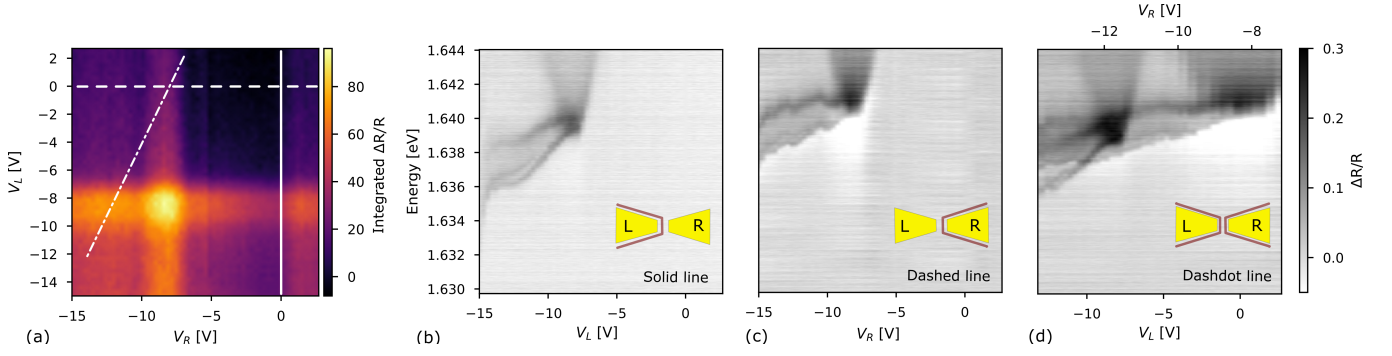 2
0
−2
−4
−6
−8
−10
−12
−14
V_L [V]
−15
−10
−5
0
V_R [V]
(a)
80
60
40
20
0
Integrated ΔR/R
1.644
1.642
1.640
1.638
1.636
1.634
1.632
1.630
Energy [eV]
L R
Solid line
−15
−10
−5
0
V_L [V]
(b)
L R
Dashed line
−15
−10
−5
0
V_R [V]
(c)
V_R [V]
−12
−10
−8
L R
Dashdot line
−10
−5
0
V_L [V]
(d)
0.3
0.2
0.1
0.0
ΔR/R